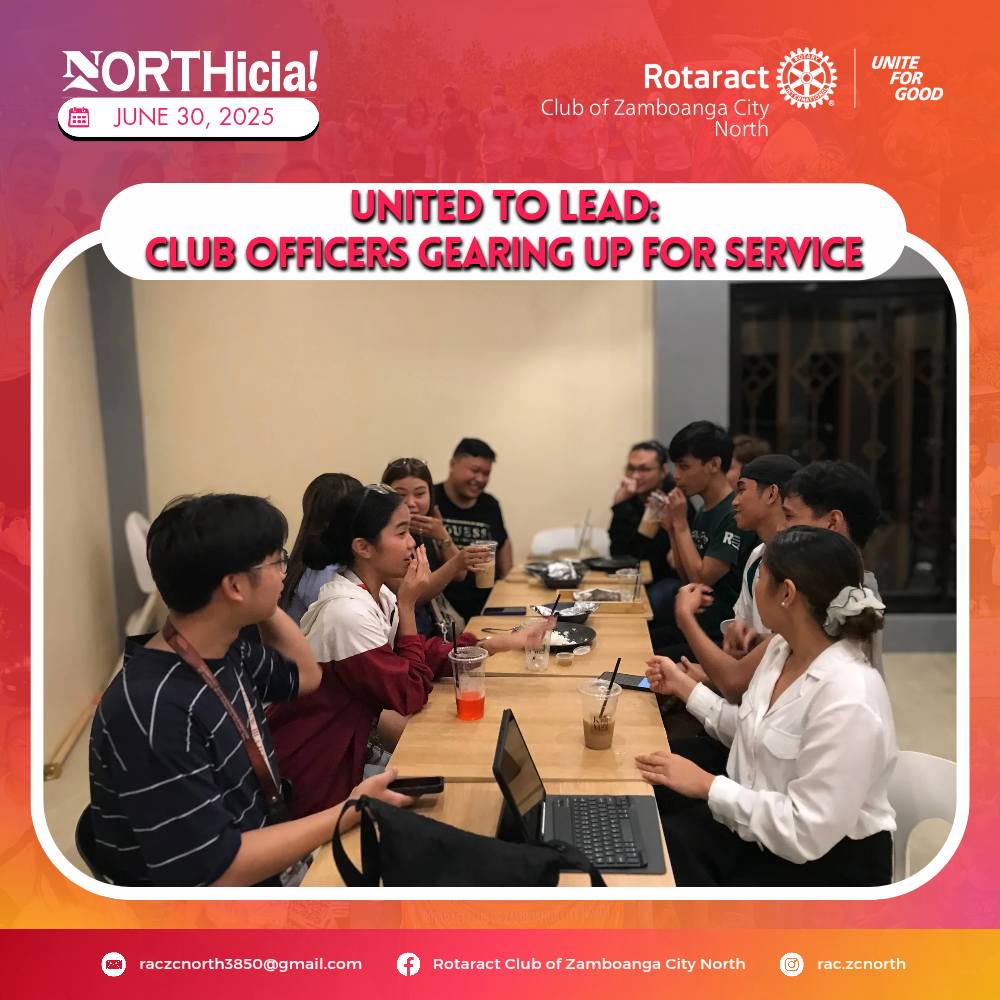 NORTHicia!
JUNE 30, 2025
Rotaract
Club of Zamboanga City
North
UNITE
FOR
GOOD
UNITED TO LEAD:
CLUB OFFICERS GEARING UP FOR SERVICE
GUESS
raczcnorth3850@gmail.com
Rotaract Club of Zamboanga City North
rac.zcnorth